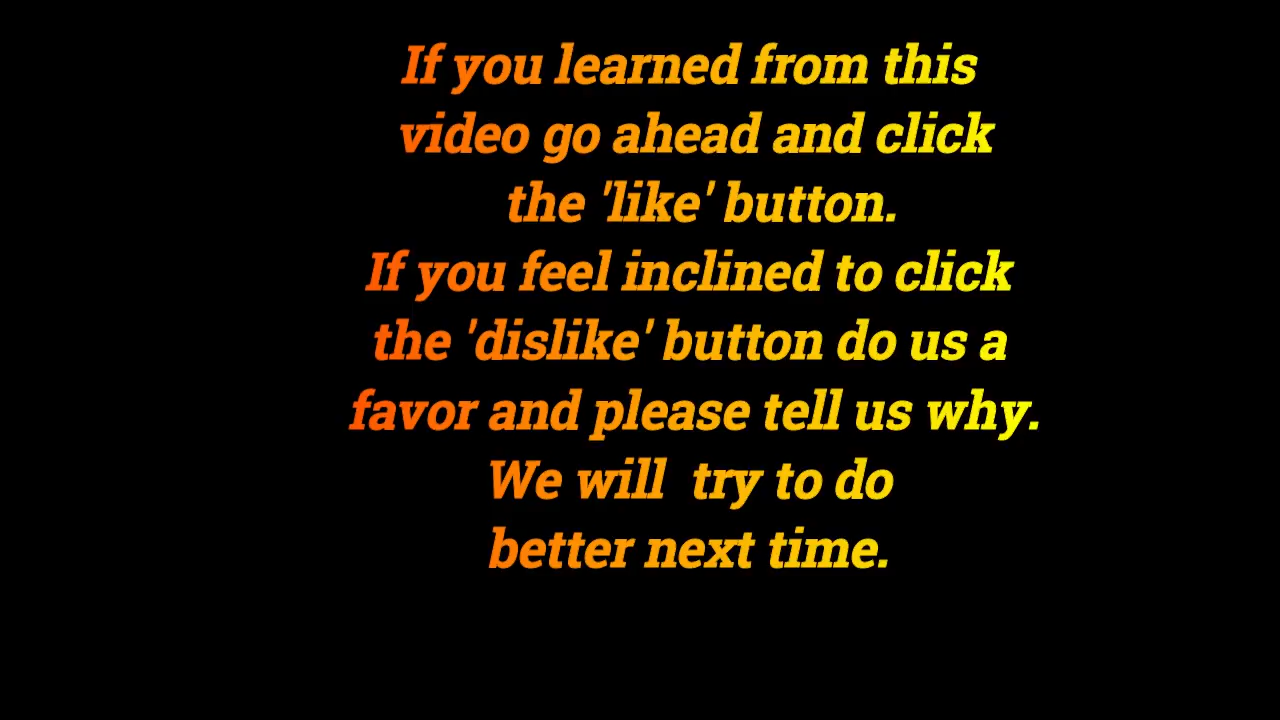 If you learned from this
video go ahead and click
the 'like' button.
If you feel inclined to click
the 'dislike' button do us a
favor and please tell us why.
We will  try to do
better next time.